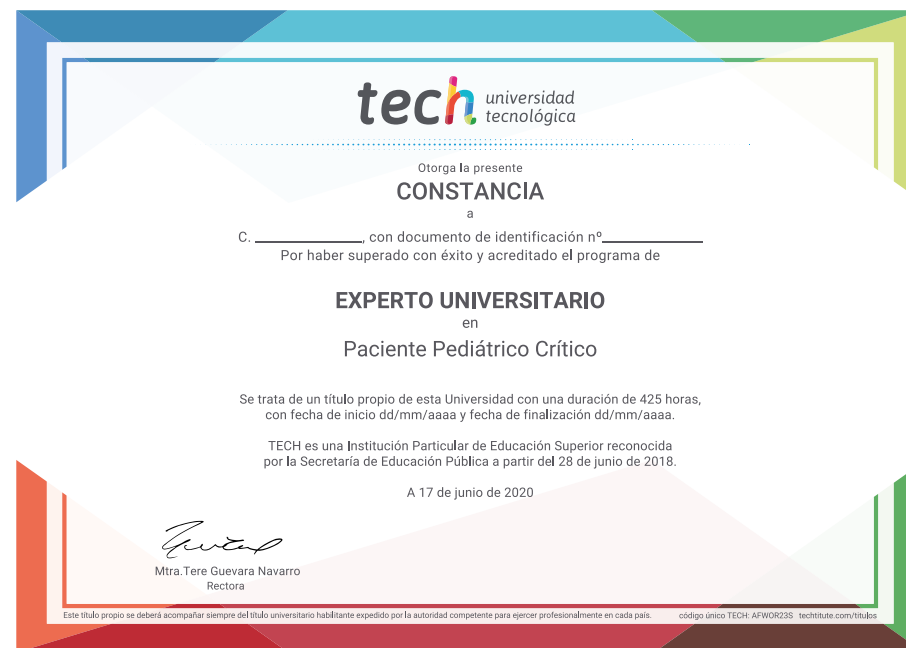 tech universidad
tecnológica
Otorga la presente
CONSTANCIA
a
C. ____________, con documento de identificación nº____________
Por haber superado con éxito y acreditado el programa de
EXPERTO UNIVERSITARIO
en
Paciente Pediátrico Crítico
Se trata de un título propio de esta Universidad con una duración de 425 horas,
con fecha de inicio dd/mm/aaaa y fecha de finalización dd/mm/aaaa.
TECH es una Institución Particular de Educación Superior reconocida
por la Secretaría de Educación Pública a partir del 28 de junio de 2018.
A 17 de junio de 2020
Mtra.Tere Guevara Navarro
Rectora
Este título propio se deberá acompañar siempre del título universitario habilitante expedido por la autoridad competente para ejercer profesionalmente en cada país. código único TECH: AFWOR23S techtitute.com/títulos